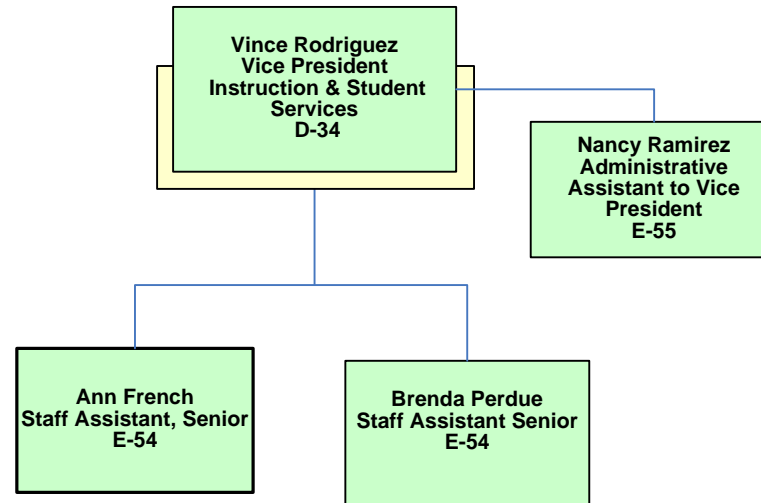 Vince Rodriguez
Vice President
Instruction & Student
Services
D-34
Nancy Ramirez
Administrative
Assistant to Vice
President
E-55
Ann French
Staff Assistant, Senior
E-54
Brenda Perdue
Staff Assistant Senior
E-54